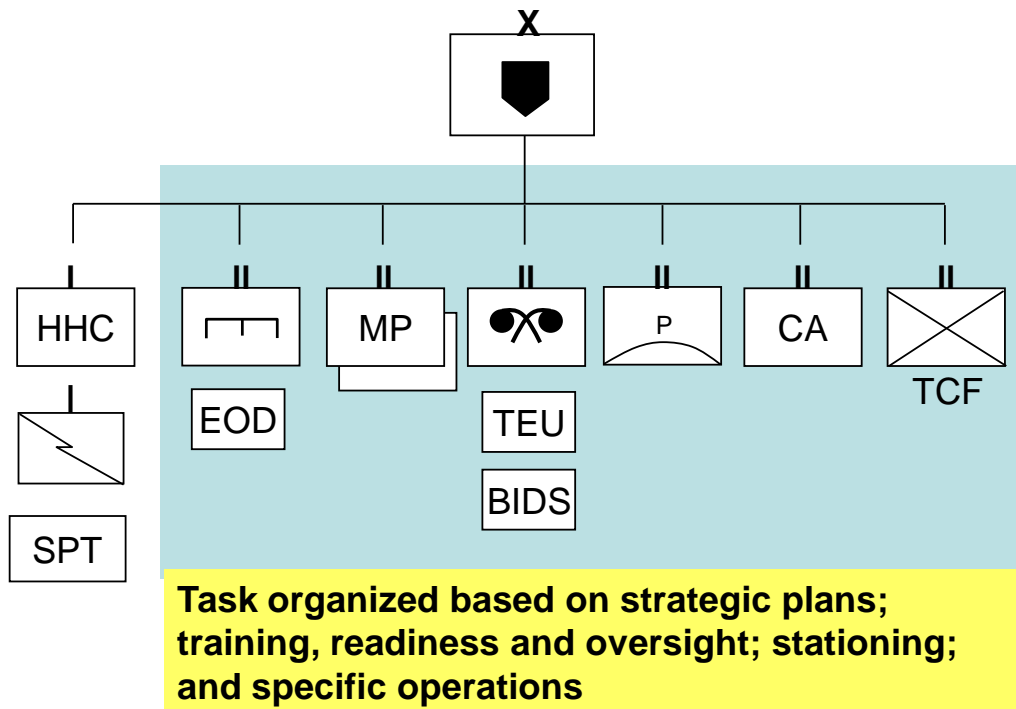 X
I II II II II II II
HHC MP P CA
I
TCF
EOD TEU
BIDS
SPT
Task organized based on strategic plans;
training, readiness and oversight; stationing;
and specific operations